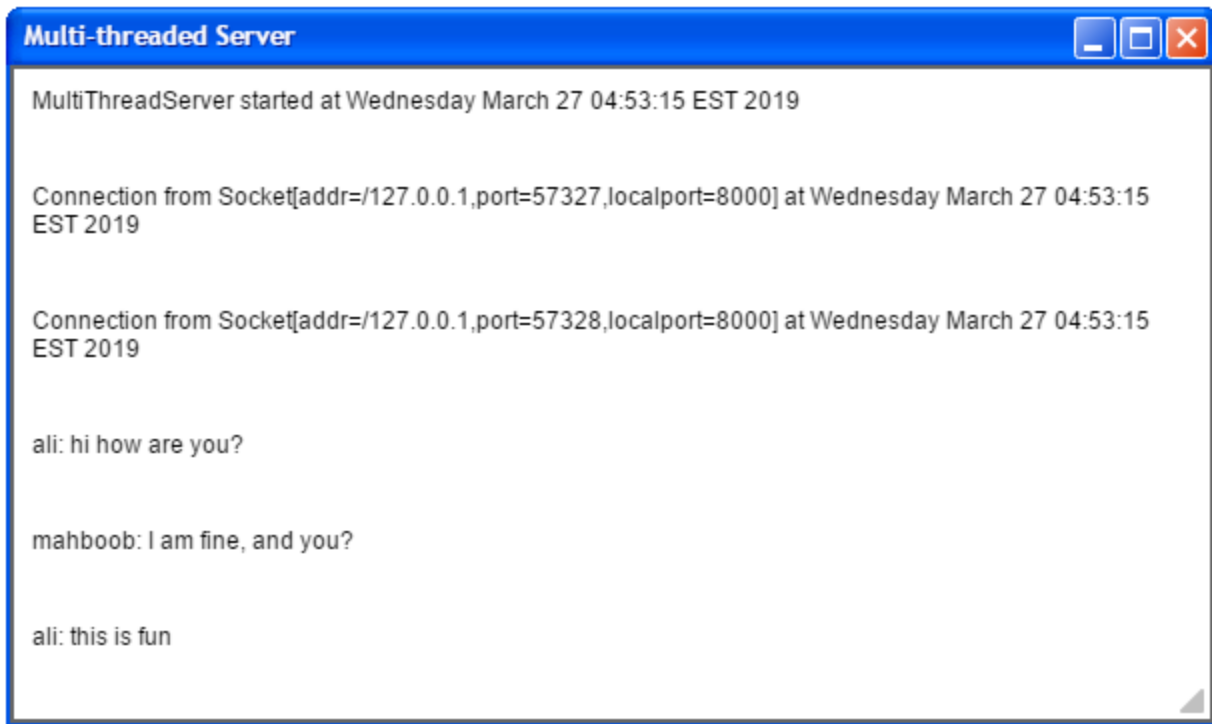 Multi-threaded Server
MultiThreadServer started at Wednesday March 27 04:53:15 EST 2019
Connection from Socket[addr=/127.0.0.1,port=57327,localport=8000] at Wednesday March 27 04:53:15
EST 2019
Connection from Socket[addr=/127.0.0.1,port=57328,localport=8000] at Wednesday March 27 04:53:15
EST 2019
ali: hi how are you?
mahboob: I am fine, and you?
ali: this is fun